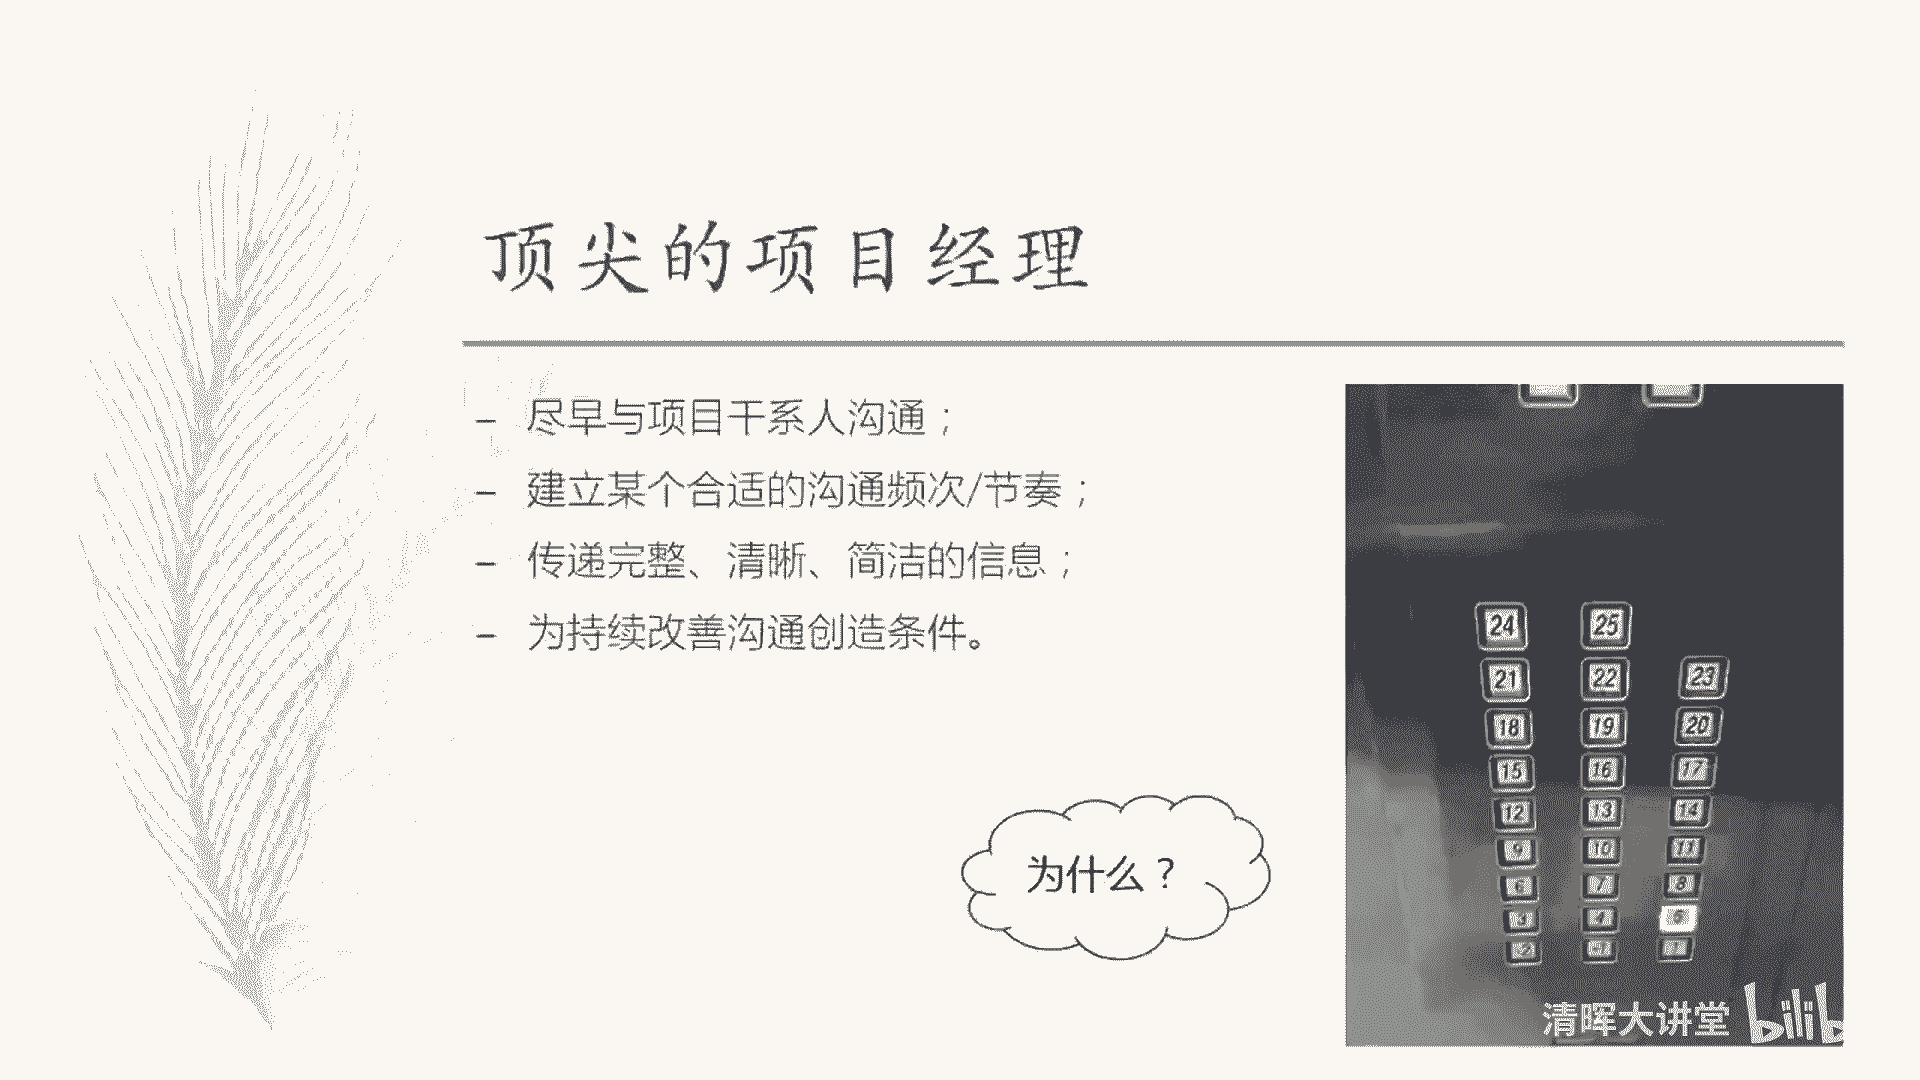 顶尖的项目经理
– 尽早与项目干系人沟通；
– 建立某个合适的沟通频次/节奏；
– 传递完整、清晰、简洁的信息；
– 为持续改善沟通创造条件。
为什么？
24 25
21 22 23
18 19 20
15 16 17
12 13 14
9 10 11
6 7 8
3 4 5
清晖大讲堂 bilib